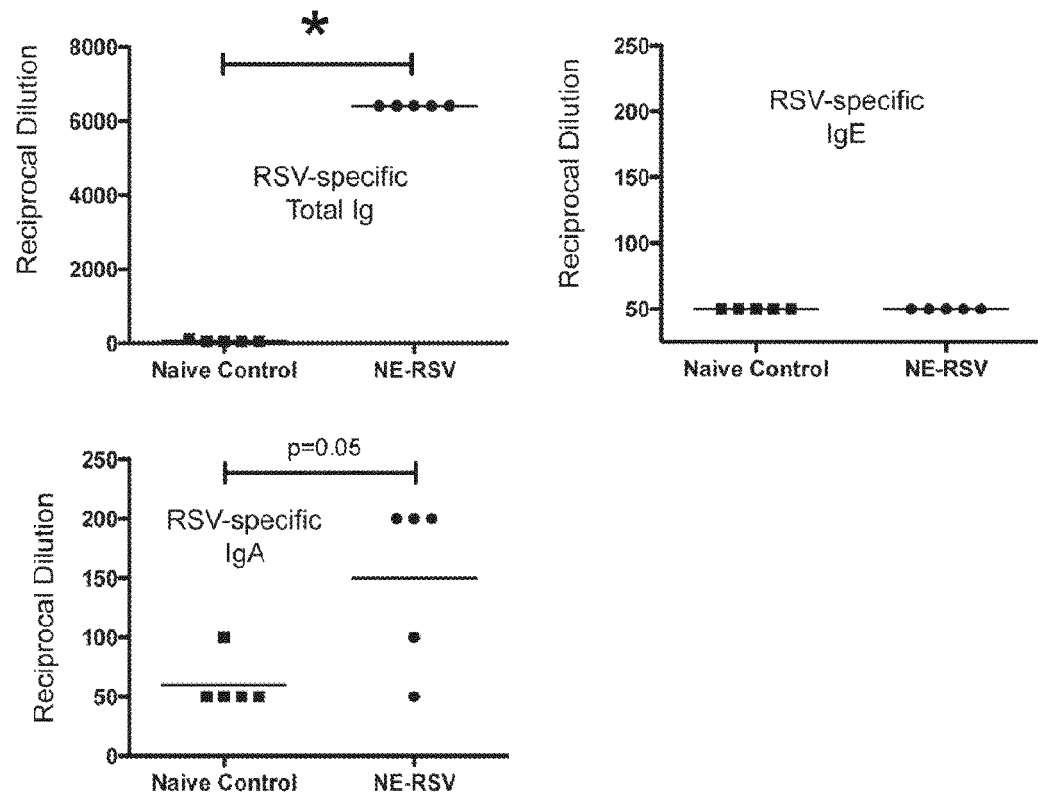 *
8000
6000
4000
2000
0
Reciprocal Dilution
RSV-specific
Total Ig
Naive Control
NE-RSV
250
200
150
100
50
Reciprocal Dilution
RSV-specific
IgE
Naive Control
NE-RSV
p=0.05
250
200
150
100
50
0
Reciprocal Dilution
RSV-specific
IgA
Naive Control
NE-RSV